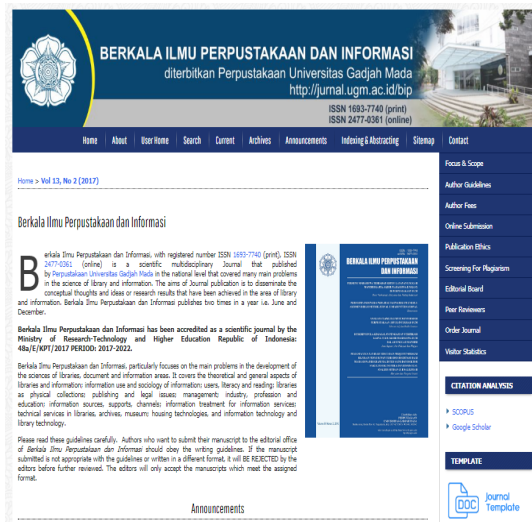 BERKALA ILMU PERPUSTAKAAN DAN INFORMASI
diterbitkan Perpustakaan Universitas Gadjah Mada
http://jurnal.ugm.ac.id/bip
ISSN 1693-7740 (print)
ISSN 2477-0361 (online)
Home About User Home Search Current Archives Announcements Indexing & Abstracting Sitemap Contact
Home > Vol 13, No 2 (2017)
Berkala Ilmu Perpustakaan dan Informasi
Berkala Ilmu Perpustakaan dan Informasi, with registered number ISSN 1693-7740 (print), ISSN
2477-0361 (online) is a scientific multidisciplinary Journal that published
by Perpustakaan Universitas Gadjah Mada in the national level that covered many main problems
in the science of library and information. The aims of Journal publication is to disseminate the
conceptual thoughts and ideas or research results that have been achieved in the area of library
and information. Berkala Ilmu Perpustakaan dan Informasi publishes two times in a year i.e. June and
December.
Berkala Ilmu Perpustakaan dan Informasi has been accredited as a scientific journal by the
Ministry of Research-Technology and Higher Education Republic of Indonesia:
48a/E/KPT/2017 PERIOD: 2017-2022.
Berkala Ilmu Perpustakaan dan Informasi, particularly focuses on the main problems in the development of
the sciences of libraries, document and information areas. It covers the theoretical and general aspects of
libraries and information; information use and sociology of information; users, literacy and reading; libraries
as physical collections; publishing and legal issues; management; industry, profession and
education; information sources, supports, channels; information treatment for information services;
technical services in libraries, archives, museum; housing technologies, and information technology and
library technology.
Please read these guidelines carefully. Authors who want to submit their manuscript to the editorial office
of Berkala Ilmu Perpustakaan dan Informasi should obey the writing guidelines. If the manuscript
submitted is not appropriate with the guidelines or written in a different format, it will BE REJECTED by the
editors before further reviewed. The editors will only accept the manuscripts which meet the assigned
format.
Announcements
BERKALA ILMU PERPUSTAKAAN
DAN INFORMASI
Focus & Scope
Author Guidelines
Author Fees
Online Submission
Publication Ethics
Screening For Plagiarism
Editorial Board
Peer Reviewers
Order Journal
Visitor Statistics
CITATION ANALYSIS
SCOPUS
Google Scholar
TEMPLATE
DOC
Journal
Template